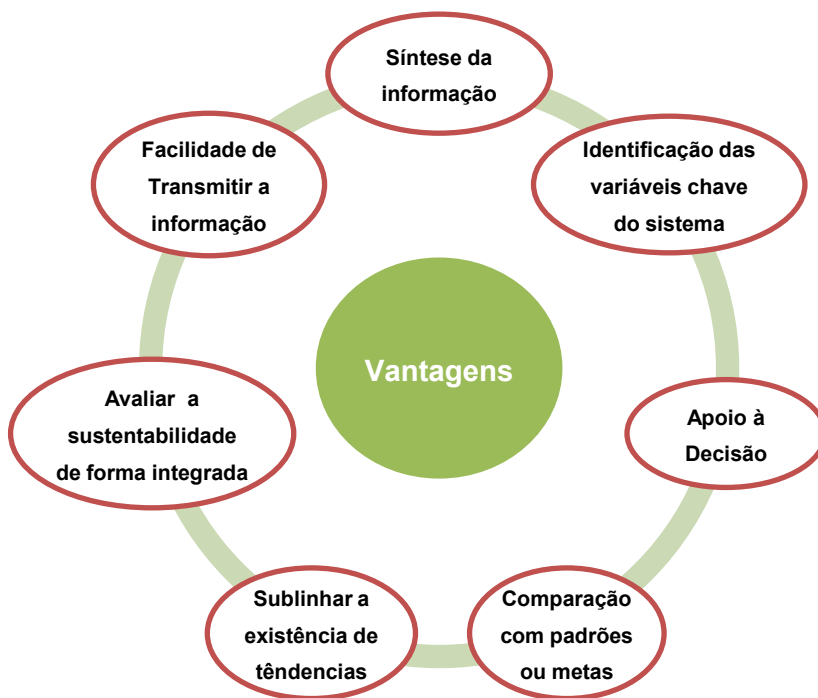 Síntese da
informação
Identificação das
variáveis chave
do sistema
Apoio à
Decisão
Comparação
com padrões
ou metas
Sublinhar a
existência de
têndencias
Avaliar a
sustentabilidade
de forma integrada
Facilidade de
Transmitir a
informação
Vantagens